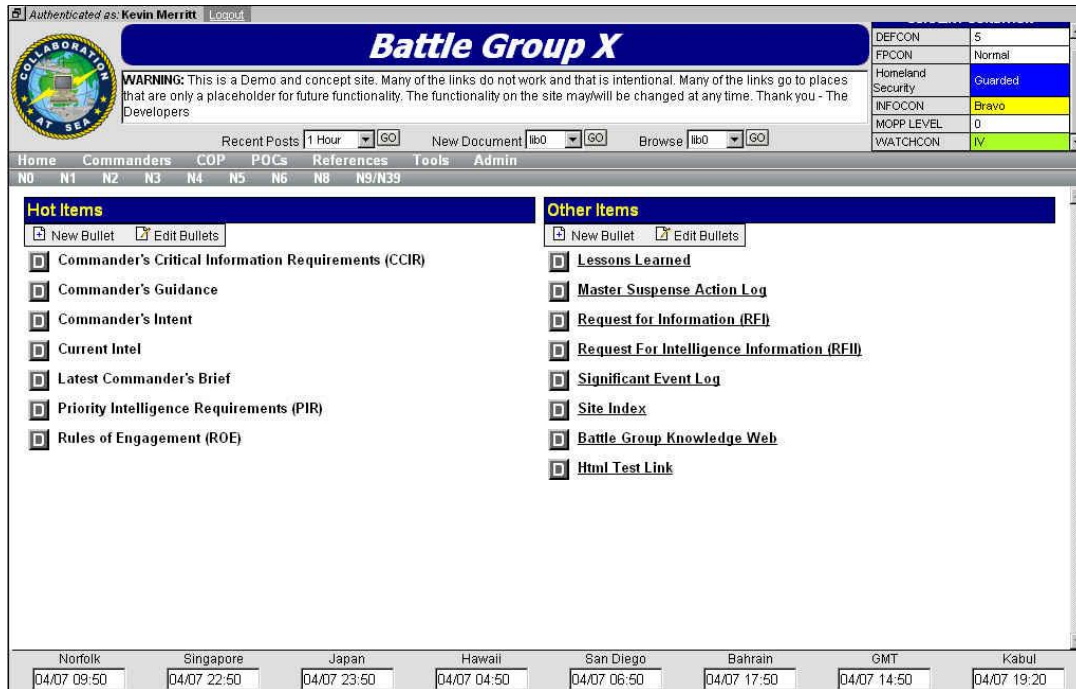 Authenticated as: Kevin Merritt Logout
COLLABORATION
AT SEA
Battle Group X
WARNING: This is a Demo and concept site. Many of the links do not work and that is intentional. Many of the links go to places
that are only a placeholder for future functionality. The functionality on the site may/will be changed at any time. Thank you - The
Developers
Recent Posts 1 Hour GO New Document lib0 GO Browse lib0 GO
DEFCON 5
FPCON Normal
Homeland
Security Guarded
INFOCON Bravo
MOPP LEVEL 0
WATCHCON IV
Home Commanders COP POCs References Tools Admin
N0 N1 N2 N3 N4 N5 N6 N8 N9/N39
Hot Items
New Bullet Edit Bullets
D Commander's Critical Information Requirements (CCIR)
D Commander's Guidance
D Commander's Intent
D Current Intel
D Latest Commander's Brief
D Priority Intelligence Requirements (PIR)
D Rules of Engagement (ROE)
Other Items
New Bullet Edit Bullets
D Lessons Learned
D Master Suspense Action Log
D Request for Information (RFI)
D Request For Intelligence Information (RFII)
D Significant Event Log
D Site Index
D Battle Group Knowledge Web
D Html Test Link
Norfolk Singapore Japan Hawaii San Diego Bahrain GMT Kabul
04/07 09:50 04/07 22:50 04/07 23:50 04/07 04:50 04/07 06:50 04/07 17:50 04/07 14:50 04/07 19:20